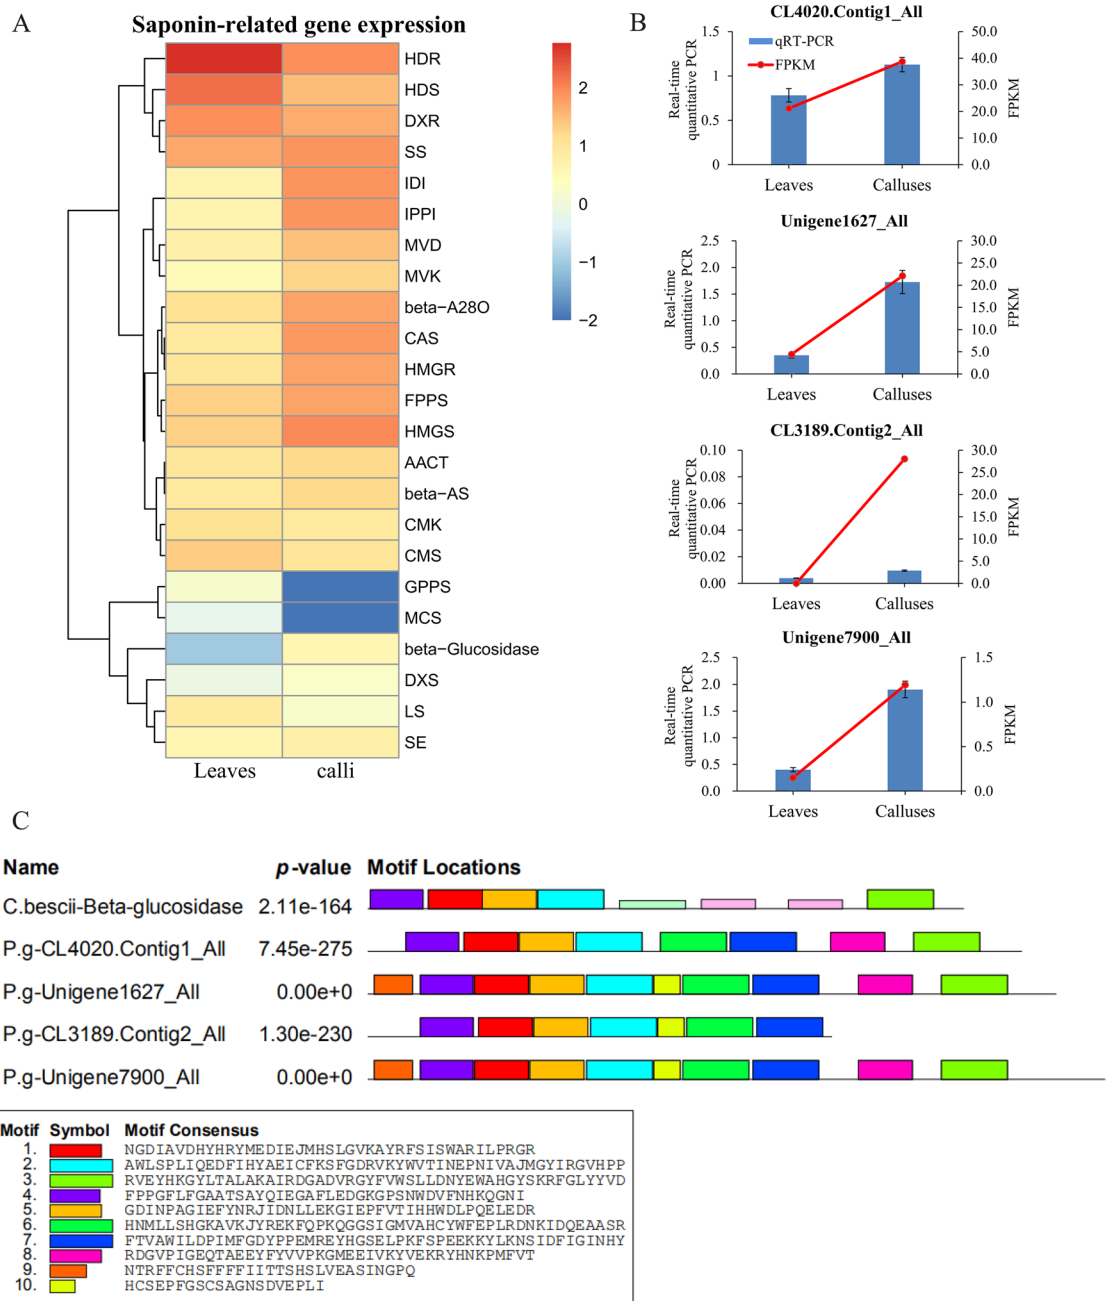 A
Saponin-related gene expression
HDR
HDS
DXR
SS
IDI
IPPI
MVD
MVK
beta−A28O
CAS
HMGR
FPPS
HMGS
AACT
beta−AS
CMK
CMS
GPPS
MCS
beta−Glucosidase
DXS
LS
SE
Leaves calli
2
1
0
−1
−2
B
CL4020.Contig1_All
qRT-PCR
FPKM
Real-time
quantitative PCR
1.5
1
0.5
0
50.0
40.0
30.0
20.0
10.0
0.0
FPKM
Leaves Calluses
Unigene1627_All
Real-time
quantitative PCR
2.5
2.0
1.5
1.0
0.5
0.0
30.0
25.0
20.0
15.0
10.0
5.0
0.0
FPKM
Leaves Calluses
CL3189.Contig2_All
Real-time
quantitative PCR
0.10
0.08
0.06
0.04
0.02
0.00
30.0
25.0
20.0
15.0
10.0
5.0
0.0
FPKM
Leaves Calluses
Unigene7900_All
Real-time
quantitative PCR
2.5
2.0
1.5
1.0
0.5
0.0
1.5
1.0
0.5
0.0
FPKM
Leaves Calluses
C
Name p-value Motif Locations
C.bescii-Beta-glucosidase 2.11e-164
P.g-CL4020.Contig1_All 7.45e-275
P.g-Unigene1627_All 0.00e+0
P.g-CL3189.Contig2_All 1.30e-230
P.g-Unigene7900_All 0.00e+0
Motif Symbol Motif Consensus
1. NGDIAVDHYHRYMEDIEJMHSLGVKAYRFSISWARILPRGR
2. AWLSPLIQEDFIHYAEICFKSFGDRVKYWVTINEPNIVAJMGYIRGVHPP
3. RVEYHKGYLTALAKAIRDGADVRGYFVWSLLDNYEWAHGYSKRFGLYYVD
4. FPPGFLFGAATSAYQIEGAFLEDGKGPSNWDVFNHKQGNI
5. GDINPAGIEFYNRJIDNLLEKGIEPFVTIHHWDLPQELEDR
6. HNMLLSHGKAVKJYREKFQPKQGGSIGMVAHCYWFEPLRDNKIDQEAASR
7. FTVAWILDPIMFGDYPPEMREYHGSELPKFSPEEKKYLKNSIDFIGINHY
8. RDGVPIGEQTAEEYFYVVPKGMEEIVKYVEKRYHNKPMFVT
9. NTRFFCHSFFFFIITTSHSLVEASINGPQ
10. HCSEPFGSCSAGNSDVEPLI